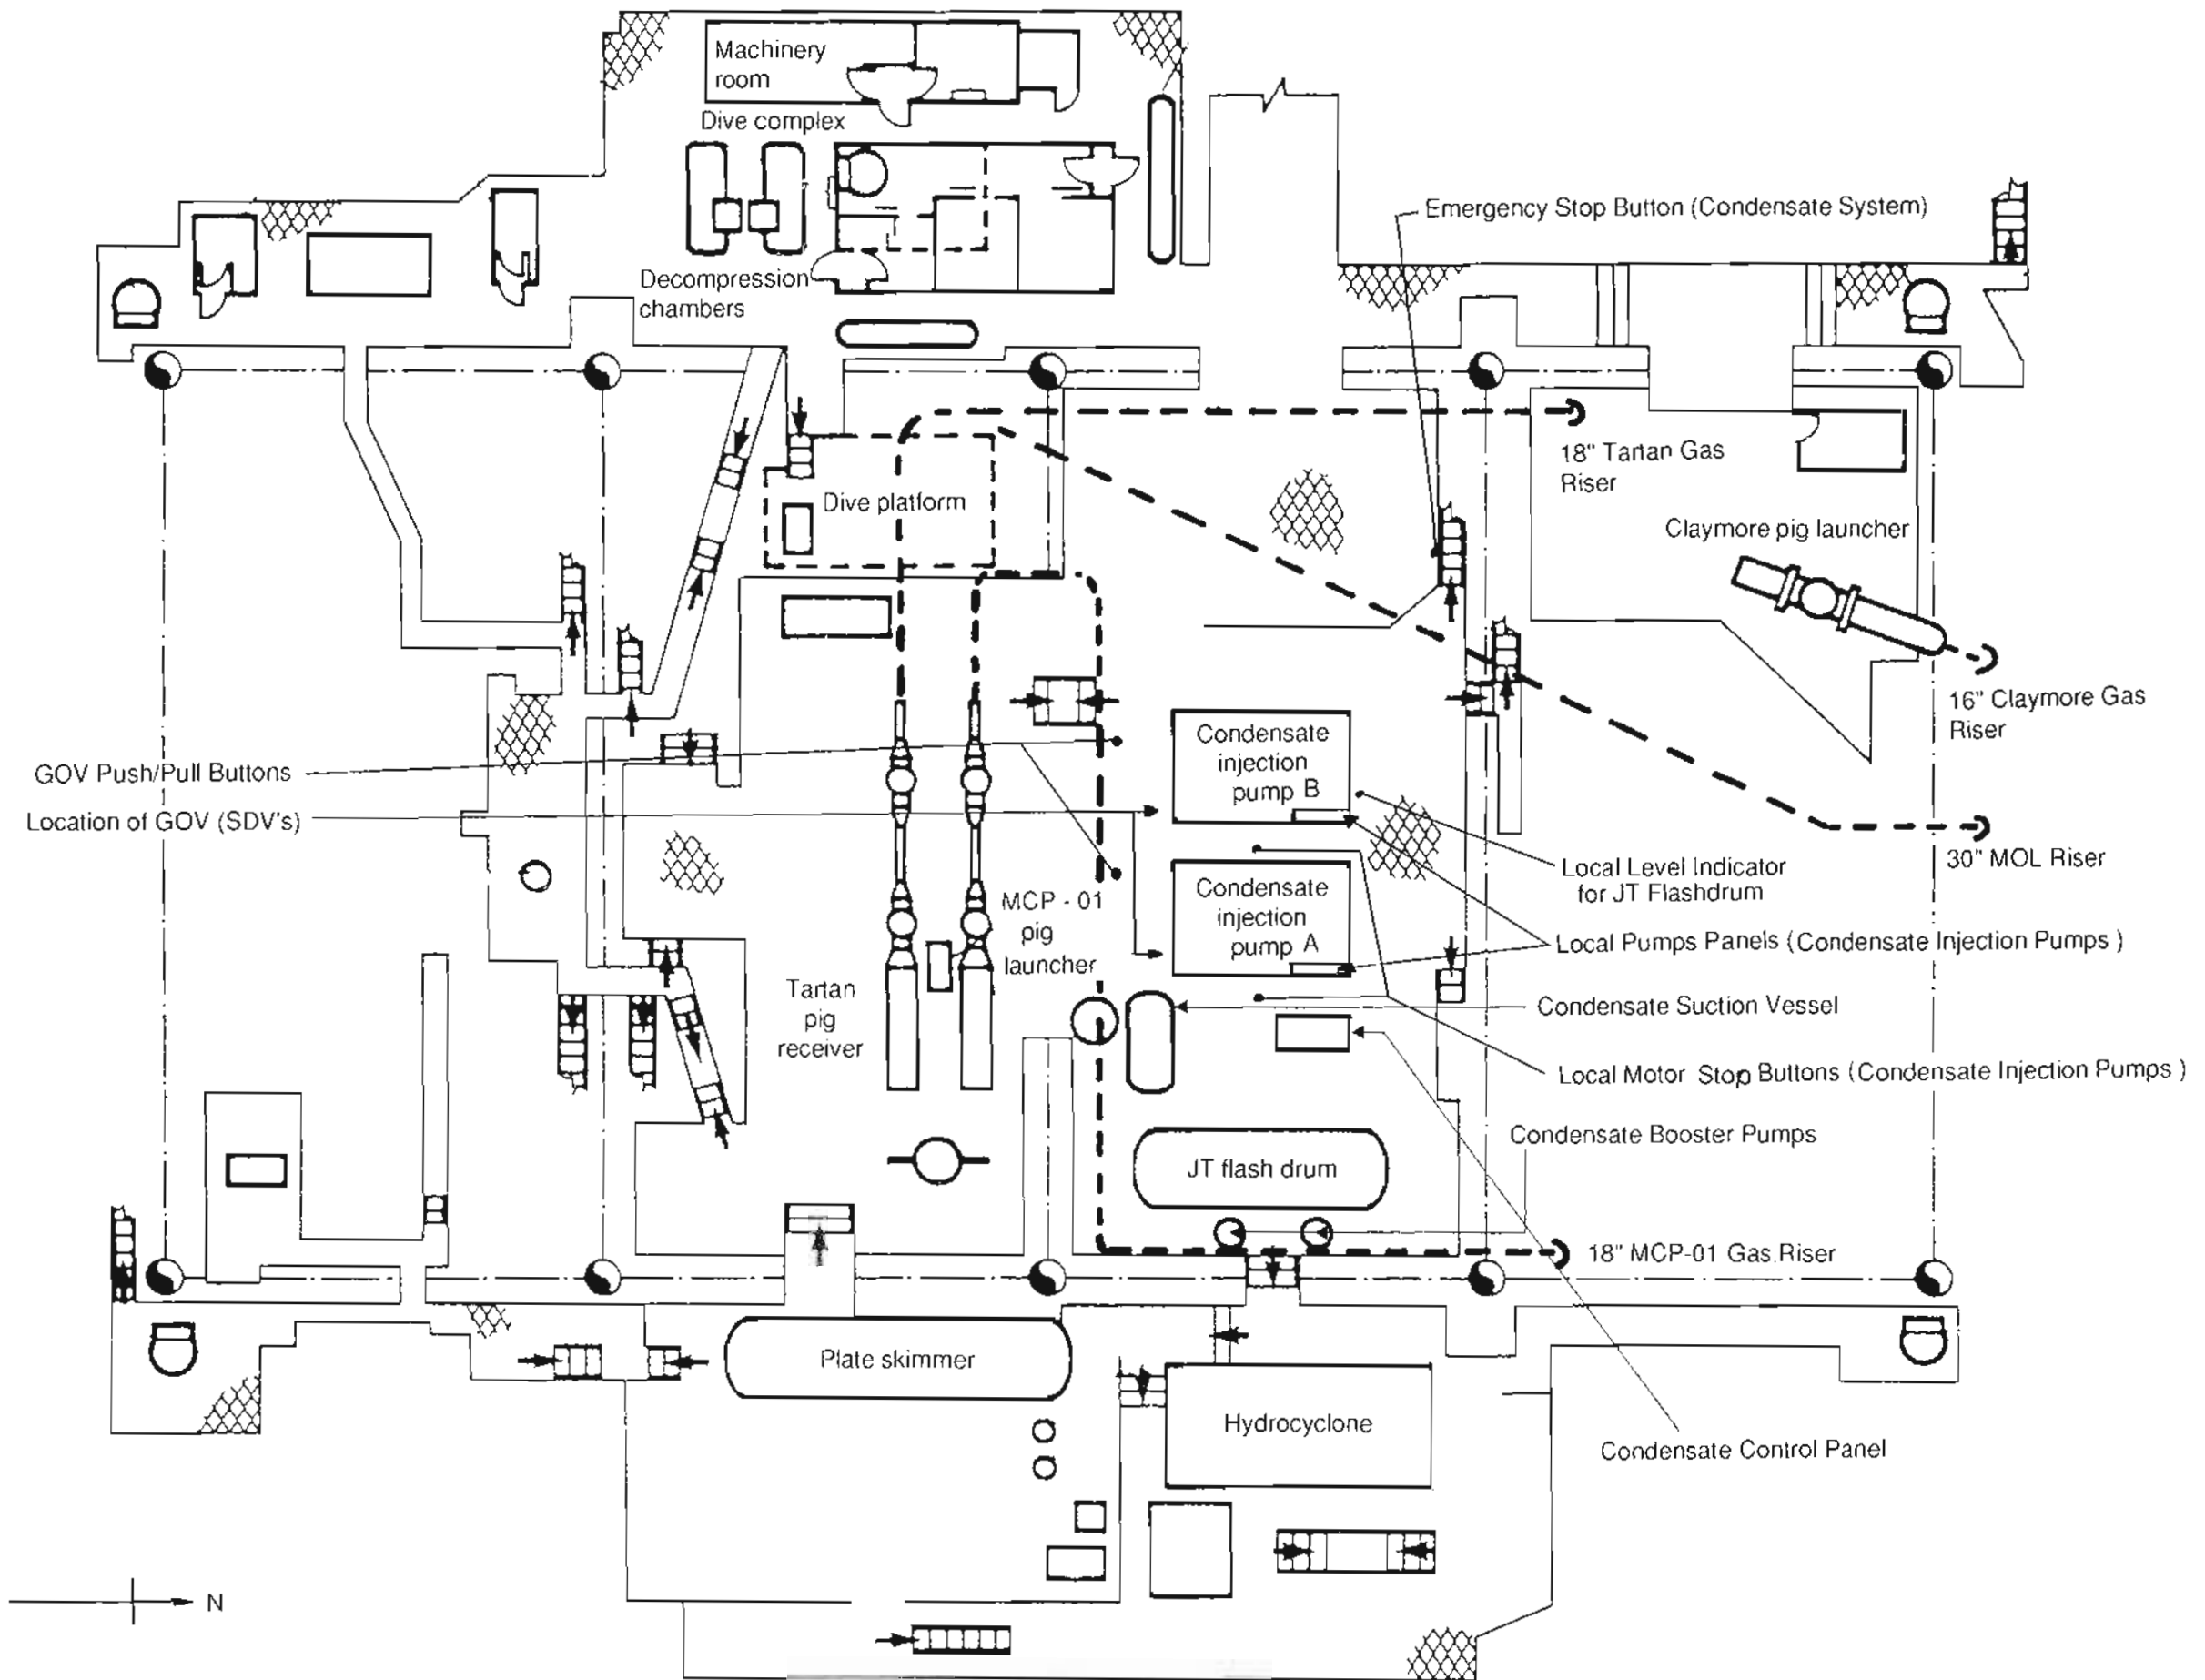 Machinery
room
Dive complex
Decompression
chambers
Emergency Stop Button (Condensate System)
18" Tartan Gas
Riser
Dive platform
Claymore pig launcher
16" Claymore Gas
Riser
GOV Push/Pull Buttons
Location of GOV (SDV's)
Condensate
injection
pump B
30" MOL Riser
Local Level Indicator
for JT Flashdrum
Condensate
injection
pump A
MCP - 01
pig
launcher
Local Pumps Panels (Condensate Injection Pumps )
Tartan
pig
receiver
Condensate Suction Vessel
Local Motor Stop Buttons (Condensate Injection Pumps )
Condensate Booster Pumps
JT flash drum
18" MCP-01 Gas Riser
Plate skimmer
Hydrocyclone
Condensate Control Panel
N